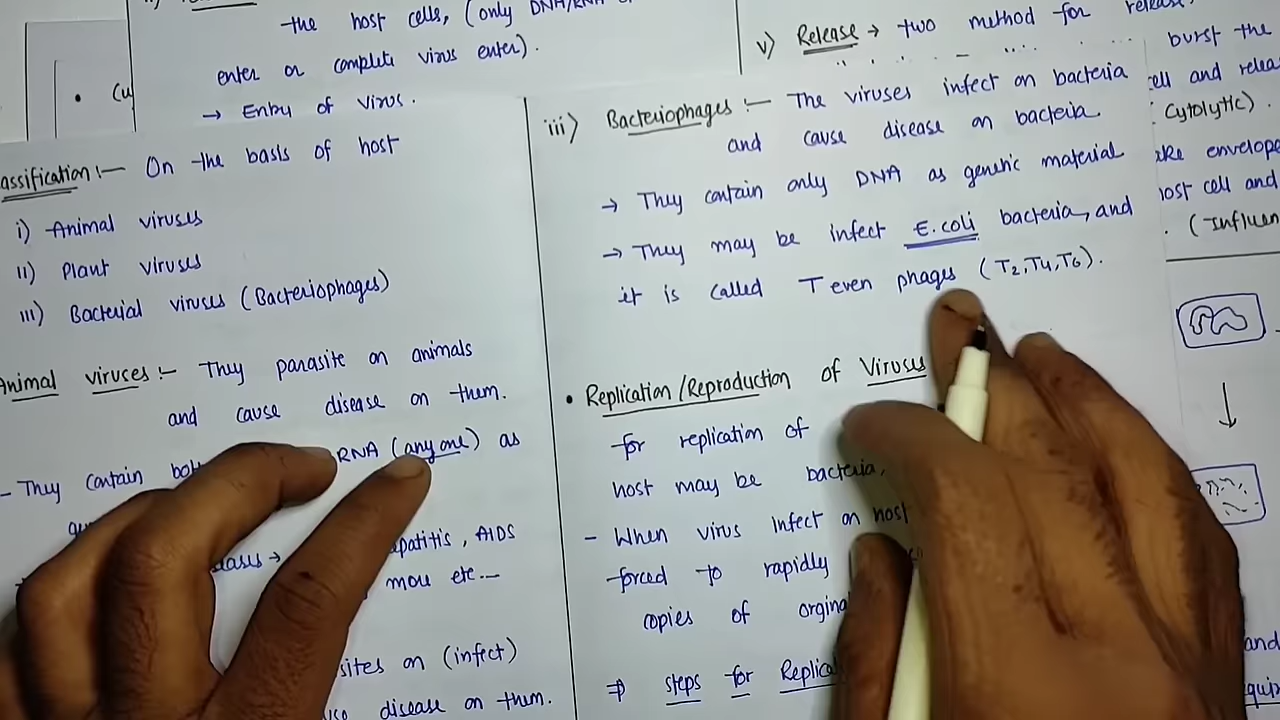 the host cells, (only DNA/RNA
enter or complete virus enter).
→ Entry of virus.
v) Release → two method for release.
burst the
cell and relea
(Cytolytic).
envelope
host cell and
. (Influen
assification :— On the basis of host
i) Animal viruses
ii) Plant viruses
iii) Bacterial viruses (Bacteriophages)
Animal viruses :— They parasite on animals
and cause disease on them.
- They contain RNA (any one) as
apatitis, AIDS
more etc.—
sites on (infect)
disease on them.
iii) Bacteriophages :— The viruses infect on bacteria
and cause disease on bacteria.
→ They contain only DNA as genetic material
→ They may be infect E.coli bacteria, and
it is called T even phages (T2,T4,T6).
• Replication/Reproduction of Viruses
for replication of
host may be bacteria,
- When virus infect on host
forced to rapidly
copies of orgina
⇒ steps for Replica
and